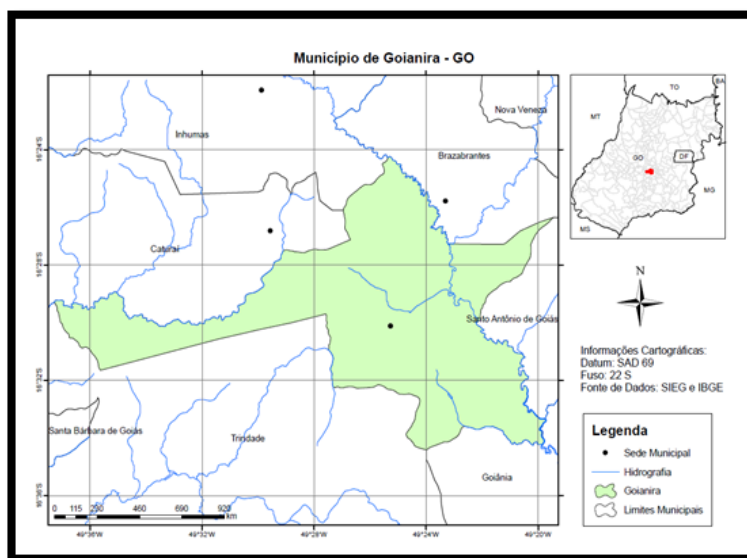 Município de Goianira - GO
Inhumas
Nova Veneza
Brazabrantes
Caturaí
Santo Antônio de Goiás
Santa Bárbara de Goiás
Trindade
Goiânia
16°24'S
16°28'S
16°32'S
16°36'S
0 115 230 460 690 920
km
49°36'W 49°32'W 49°28'W 49°24'W 49°20'W
TO
BA
MT
GO
DF
MG
MS
N
Informações Cartográficas:
Datum: SAD 69
Fuso: 22 S
Fonte de Dados: SIEG e IBGE
Legenda
Sede Municipal
Hidrografia
Goianira
Limites Municipais